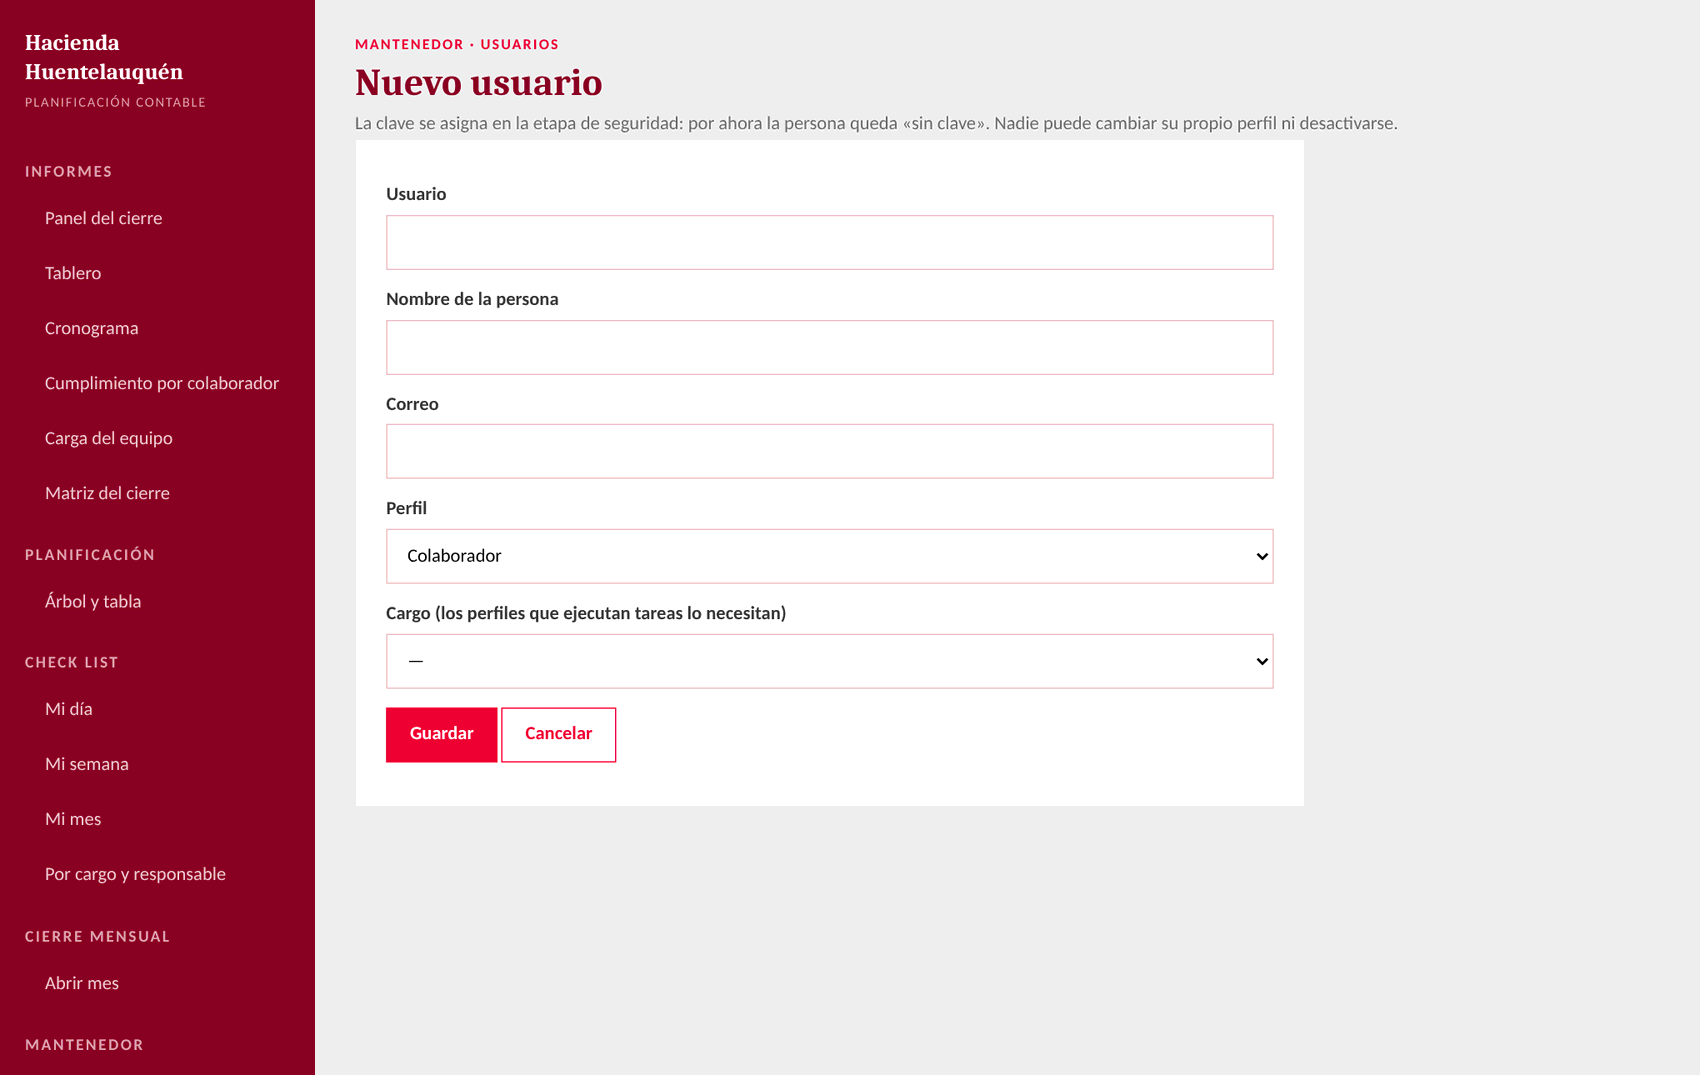 Hacienda
Huentelauquén
PLANIFICACIÓN CONTABLE
INFORMES
Panel del cierre
Tablero
Cronograma
Cumplimiento por colaborador
Carga del equipo
Matriz del cierre
PLANIFICACIÓN
Árbol y tabla
CHECK LIST
Mi día
Mi semana
Mi mes
Por cargo y responsable
CIERRE MENSUAL
Abrir mes
MANTENEDOR
MANTENEDOR · USUARIOS
Nuevo usuario
La clave se asigna en la etapa de seguridad: por ahora la persona queda «sin clave». Nadie puede cambiar su propio perfil ni desactivarse.
Usuario
Nombre de la persona
Correo
Perfil
Colaborador
Cargo (los perfiles que ejecutan tareas lo necesitan)
—
Guardar
Cancelar